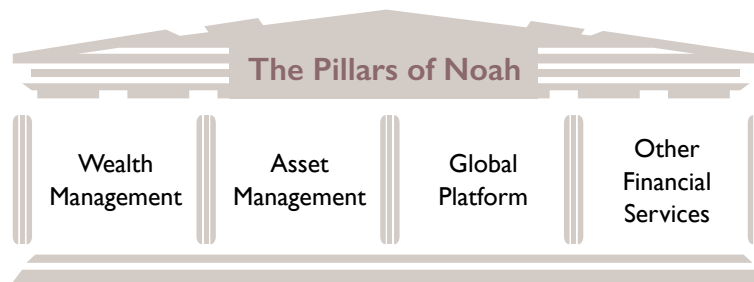 The Pillars of Noah
Wealth
Management
Asset
Management
Global
Platform
Other
Financial
Services